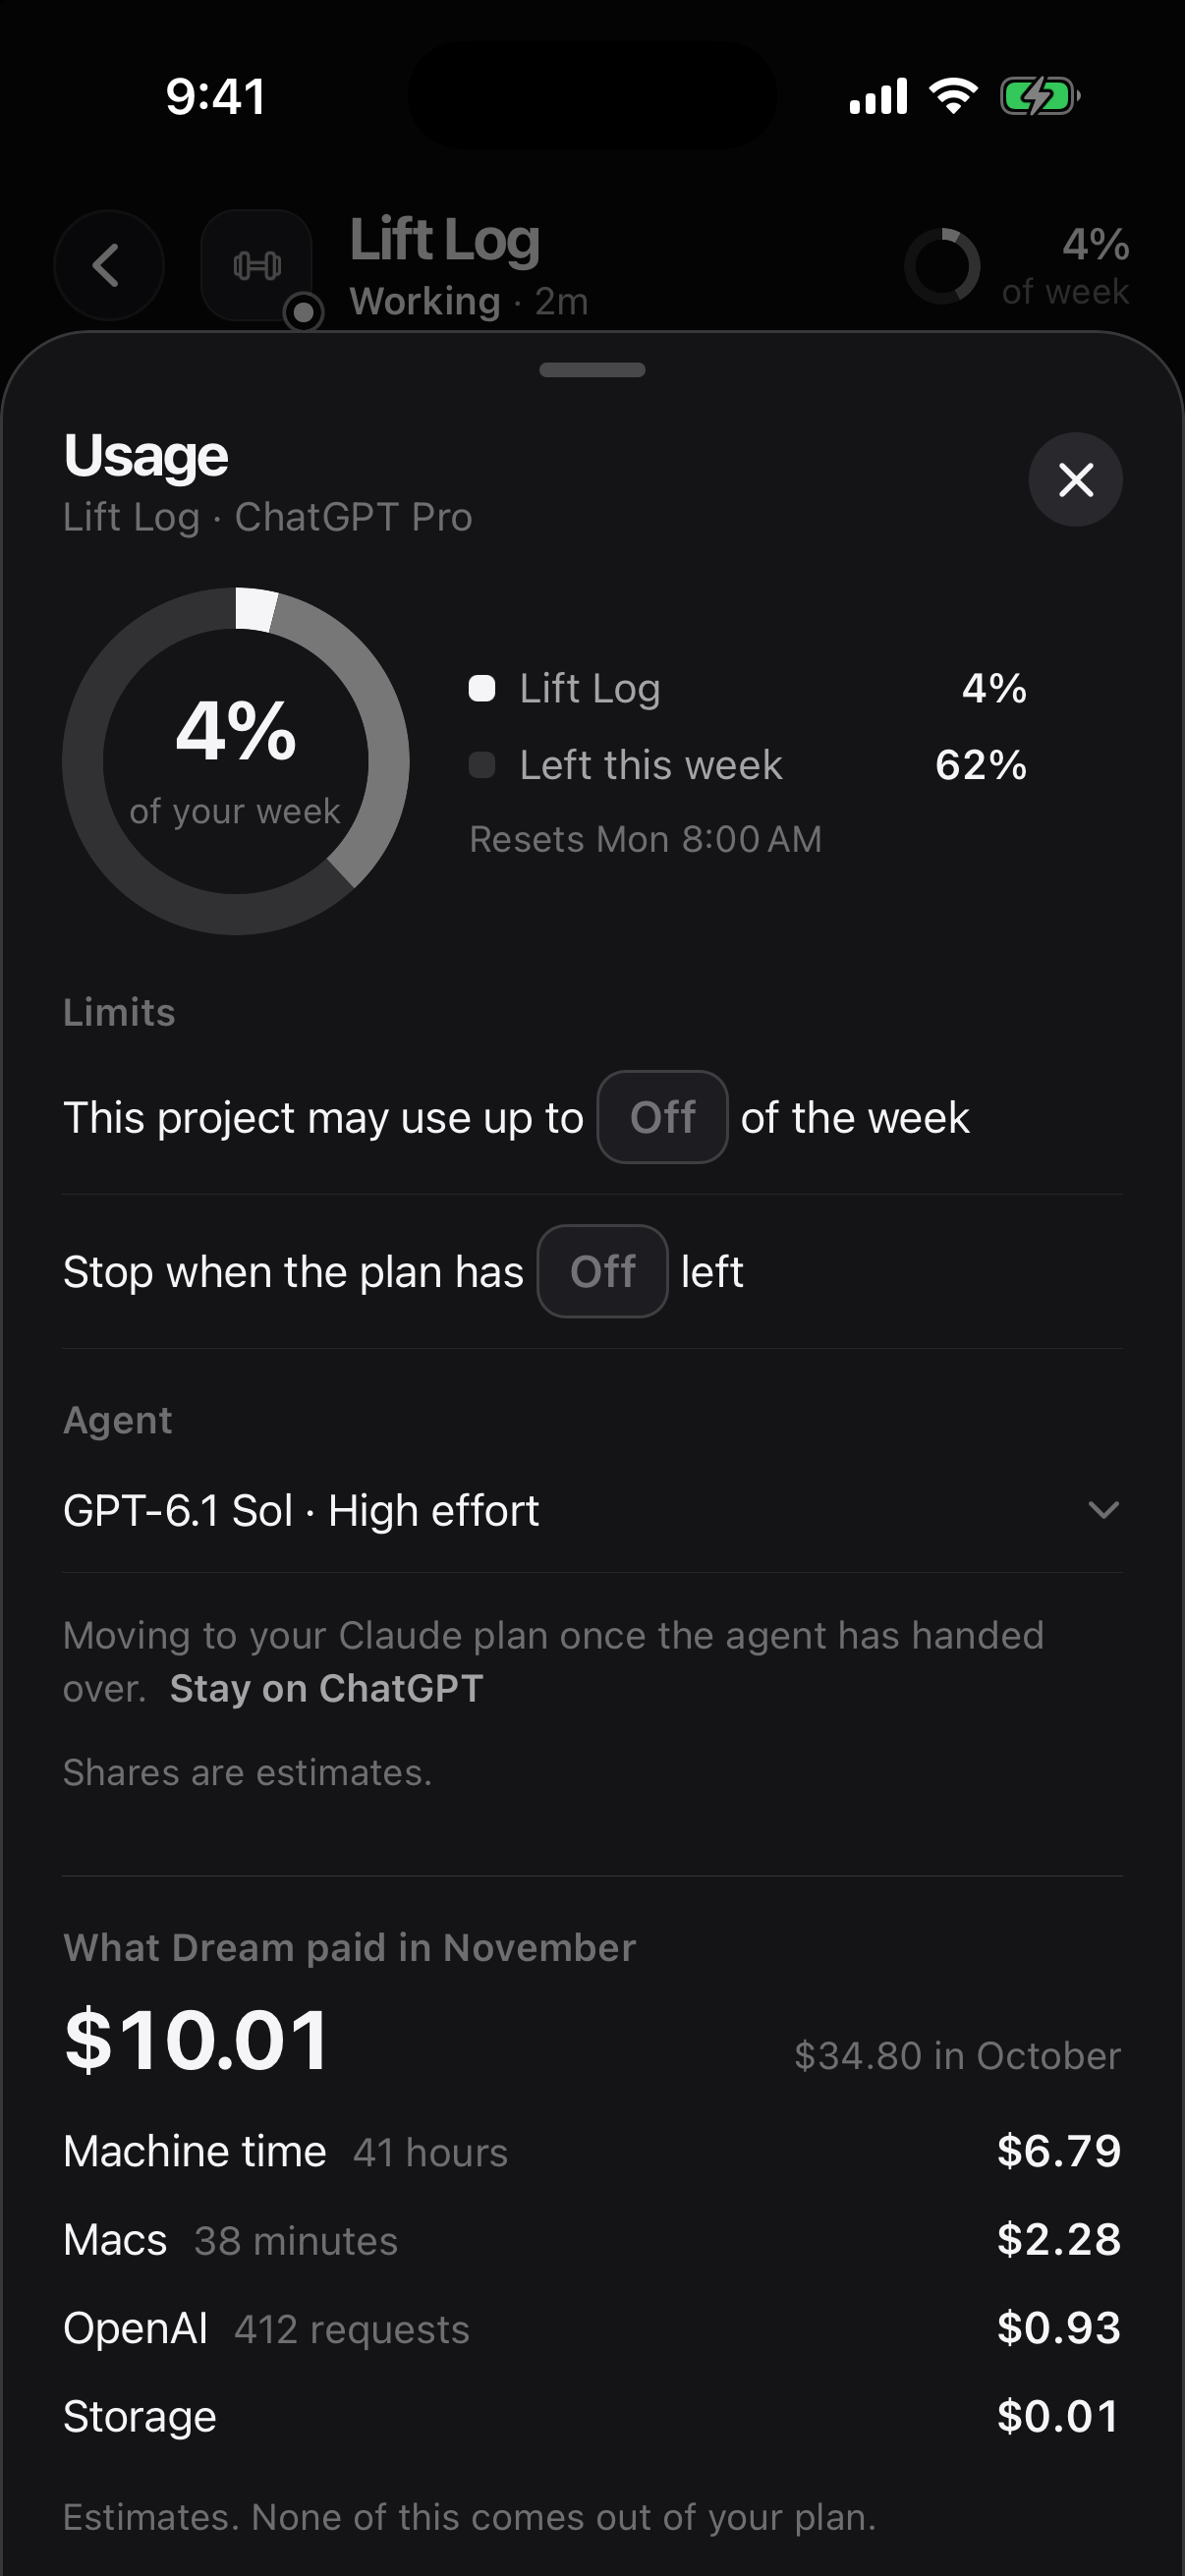 9:41
Lift Log
Working · 2m
4%
of week
Usage
Lift Log · ChatGPT Pro
4%
of your week
Lift Log 4%
Left this week 62%
Resets Mon 8:00 AM
Limits
This project may use up to Off of the week
Stop when the plan has Off left
Agent
GPT-6.1 Sol · High effort
Moving to your Claude plan once the agent has handed
over. Stay on ChatGPT
Shares are estimates.
What Dream paid in November
$10.01
$34.80 in October
Machine time 41 hours $6.79
Macs 38 minutes $2.28
OpenAI 412 requests $0.93
Storage $0.01
Estimates. None of this comes out of your plan.